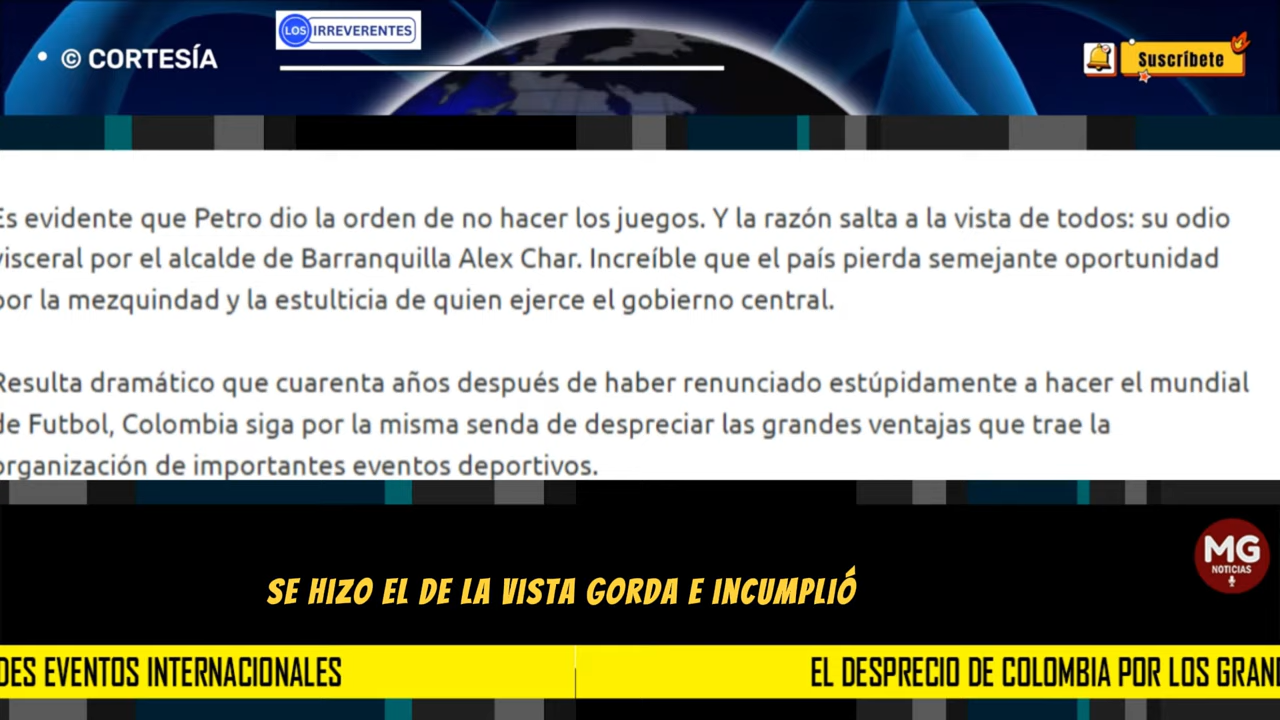 • © CORTESÍA
LOS IRREVERENTES
Suscríbete
Es evidente que Petro dio la orden de no hacer los juegos. Y la razón salta a la vista de todos: su odio
visceral por el alcalde de Barranquilla Alex Char. Increíble que el país pierda semejante oportunidad
por la mezquindad y la estulticia de quien ejerce el gobierno central.
Resulta dramático que cuarenta años después de haber renunciado estúpidamente a hacer el mundial
de Futbol, Colombia siga por la misma senda de despreciar las grandes ventajas que trae la
organización de importantes eventos deportivos.
MG
NOTICIAS
SE HIZO EL DE LA VISTA GORDA E INCUMPLIÓ
DES EVENTOS INTERNACIONALES
EL DESPRECIO DE COLOMBIA POR LOS GRAN